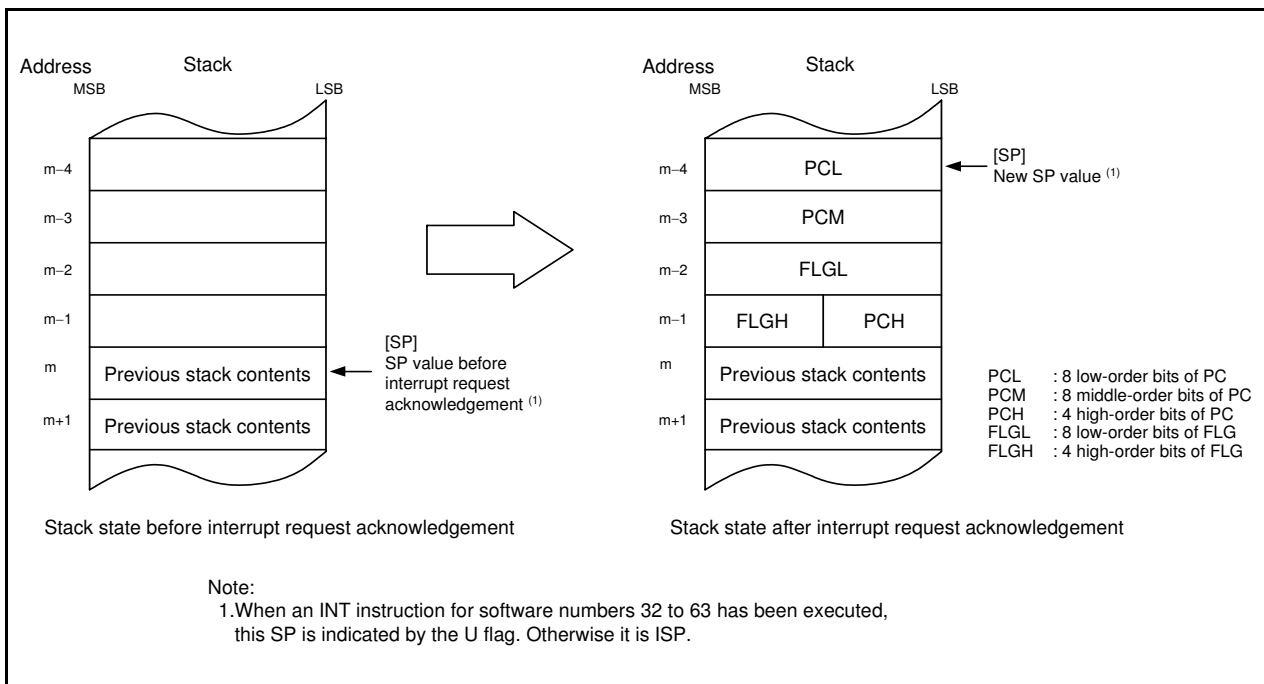 Address Stack
MSB LSB
m−4
m−3
m−2
m−1
m Previous stack contents
m+1 Previous stack contents
[SP]
SP value before
interrupt request
acknowledgement (1)
Stack state before interrupt request acknowledgement
Address Stack
MSB LSB
m−4 PCL
m−3 PCM
m−2 FLGL
m−1 FLGH PCH
m Previous stack contents
m+1 Previous stack contents
[SP]
New SP value (1)
PCL : 8 low-order bits of PC
PCM : 8 middle-order bits of PC
PCH : 4 high-order bits of PC
FLGL : 8 low-order bits of FLG
FLGH : 4 high-order bits of FLG
Stack state after interrupt request acknowledgement
Note:
1.When an INT instruction for software numbers 32 to 63 has been executed,
this SP is indicated by the U flag. Otherwise it is ISP.